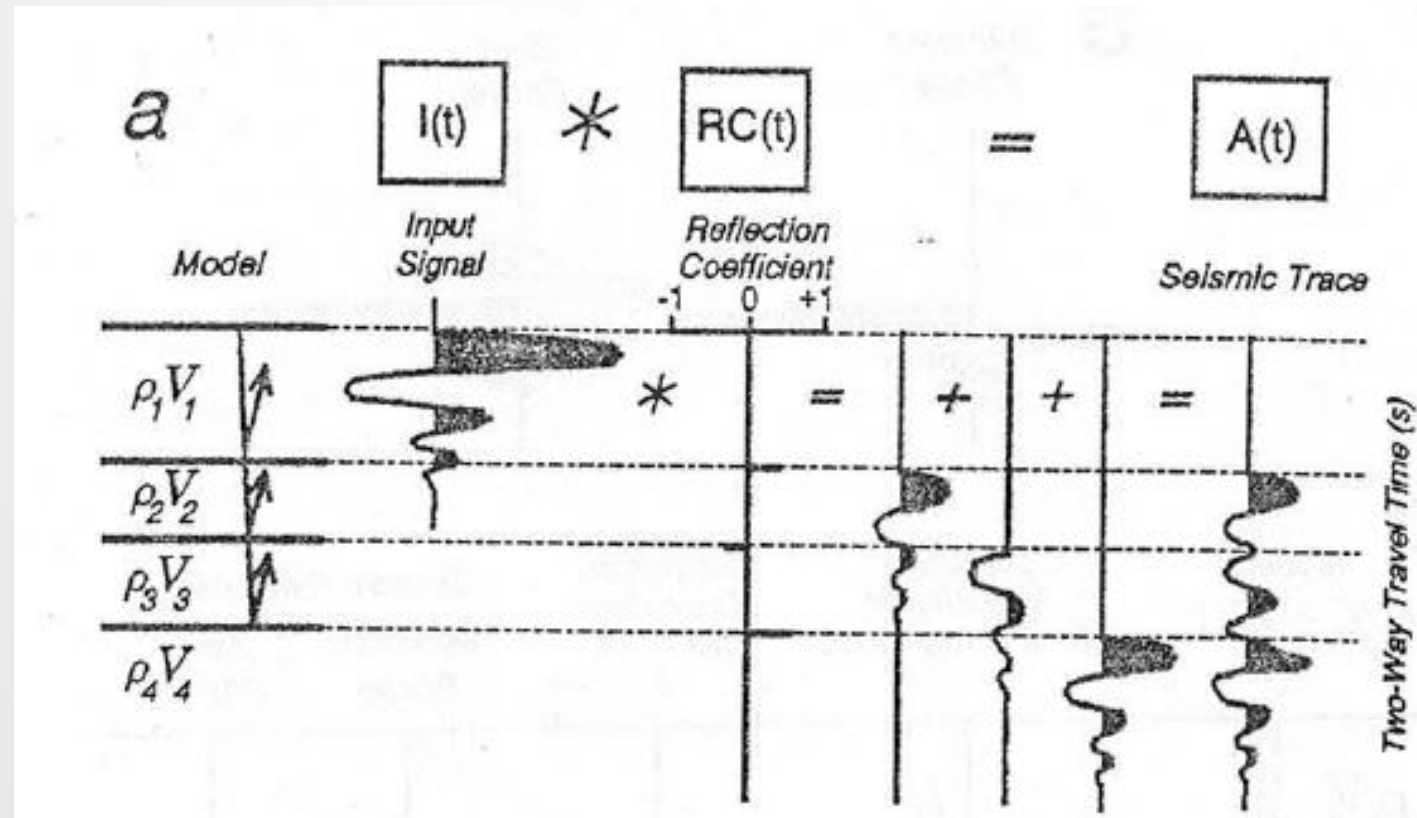 a I(t) * RC(t) = A(t)
Model
Input
Signal
Reflection
Coefficient
-1 0 +1
Seismic Trace
ρ1V1 * = + + =
ρ2V2
ρ3V3
ρ4V4
Two-Way Travel Time (s)